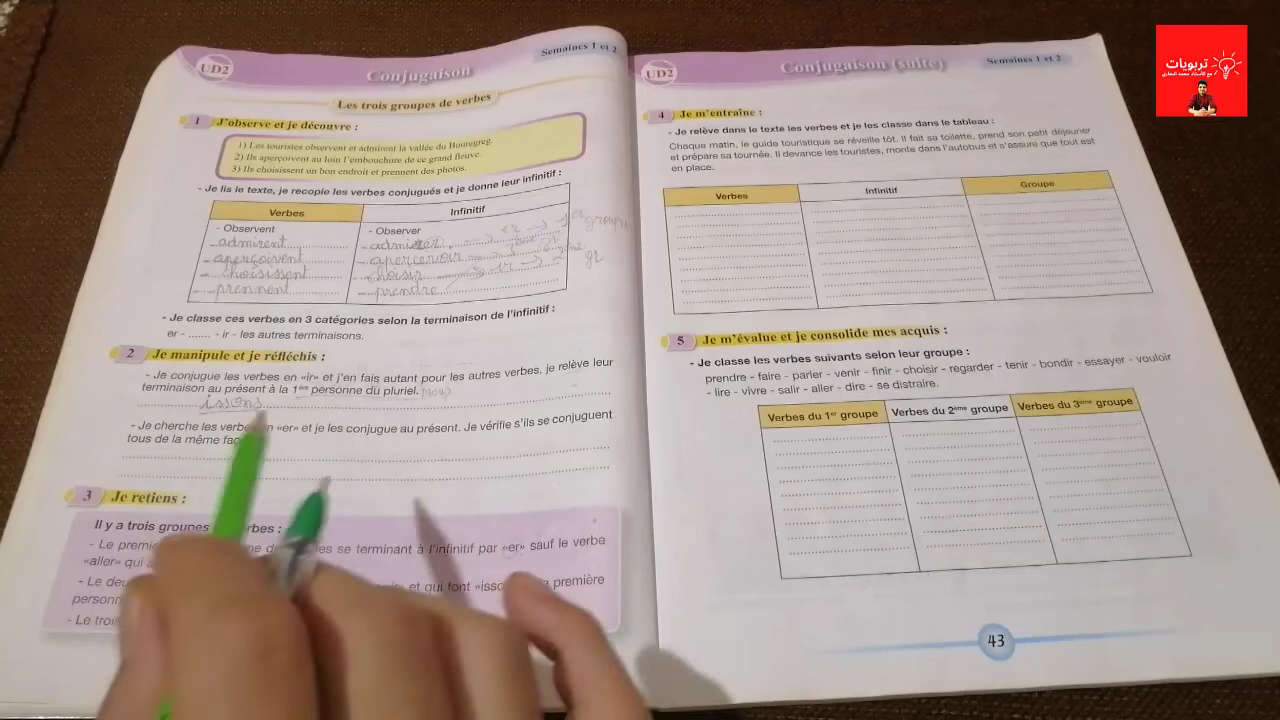 تربويات
مع الأستاذ محمد البخاري
UD2
Conjugaison
Semaines 1 et 2
Les trois groupes de verbes
1 J'observe et je découvre :
1) Les touristes observent et admirent la vallée du Bouregreg.
2) Ils aperçoivent au loin l'embouchure de ce grand fleuve.
3) Ils choisissent un bon endroit et prennent des photos.
- Je lis le texte, je recopie les verbes conjugués et je donne leur infinitif :
Verbes Infinitif
- Observent - Observer
- admirent - admirer → er → 1er groupe
- aperçoivent - apercevoir
- choisissent - choisir → ir → 2ème gr
- prennent - prendre
- Je classe ces verbes en 3 catégories selon la terminaison de l'infinitif :
er - ....... - ir - les autres terminaisons.
2 Je manipule et je réfléchis :
- Je conjugue les verbes en «ir» et j'en fais autant pour les autres verbes, je relève leur
terminaison au présent à la 1ère personne du pluriel.
issons
- Je cherche les verbes en «er» et je les conjugue au présent. Je vérifie s'ils se conjuguent
tous de la même
3 Je retiens :
Il y a trois groupes verbes :
- Le se terminant à l'infinitif par «er» sauf le verbe
«aller» qui
- Le et qui font première
- Le
UD2
Conjugaison (suite)
Semaines 1 et 2
4 Je m'entraîne :
- Je relève dans le texte les verbes et je les classe dans le tableau :
Chaque matin, le guide touristique se réveille tôt. Il fait sa toilette, prend son petit déjeuner
et prépare sa tournée. Il devance les touristes, monte dans l'autobus et s'assure que tout est
en place.
Verbes Infinitif Groupe
5 Je m'évalue et je consolide mes acquis :
- Je classe les verbes suivants selon leur groupe :
prendre - faire - parler - venir - finir - choisir - regarder - tenir - bondir - essayer - vouloir
- lire - vivre - salir - aller - dire - se distraire.
Verbes du 1er groupe Verbes du 2ème groupe Verbes du 3ème groupe
43